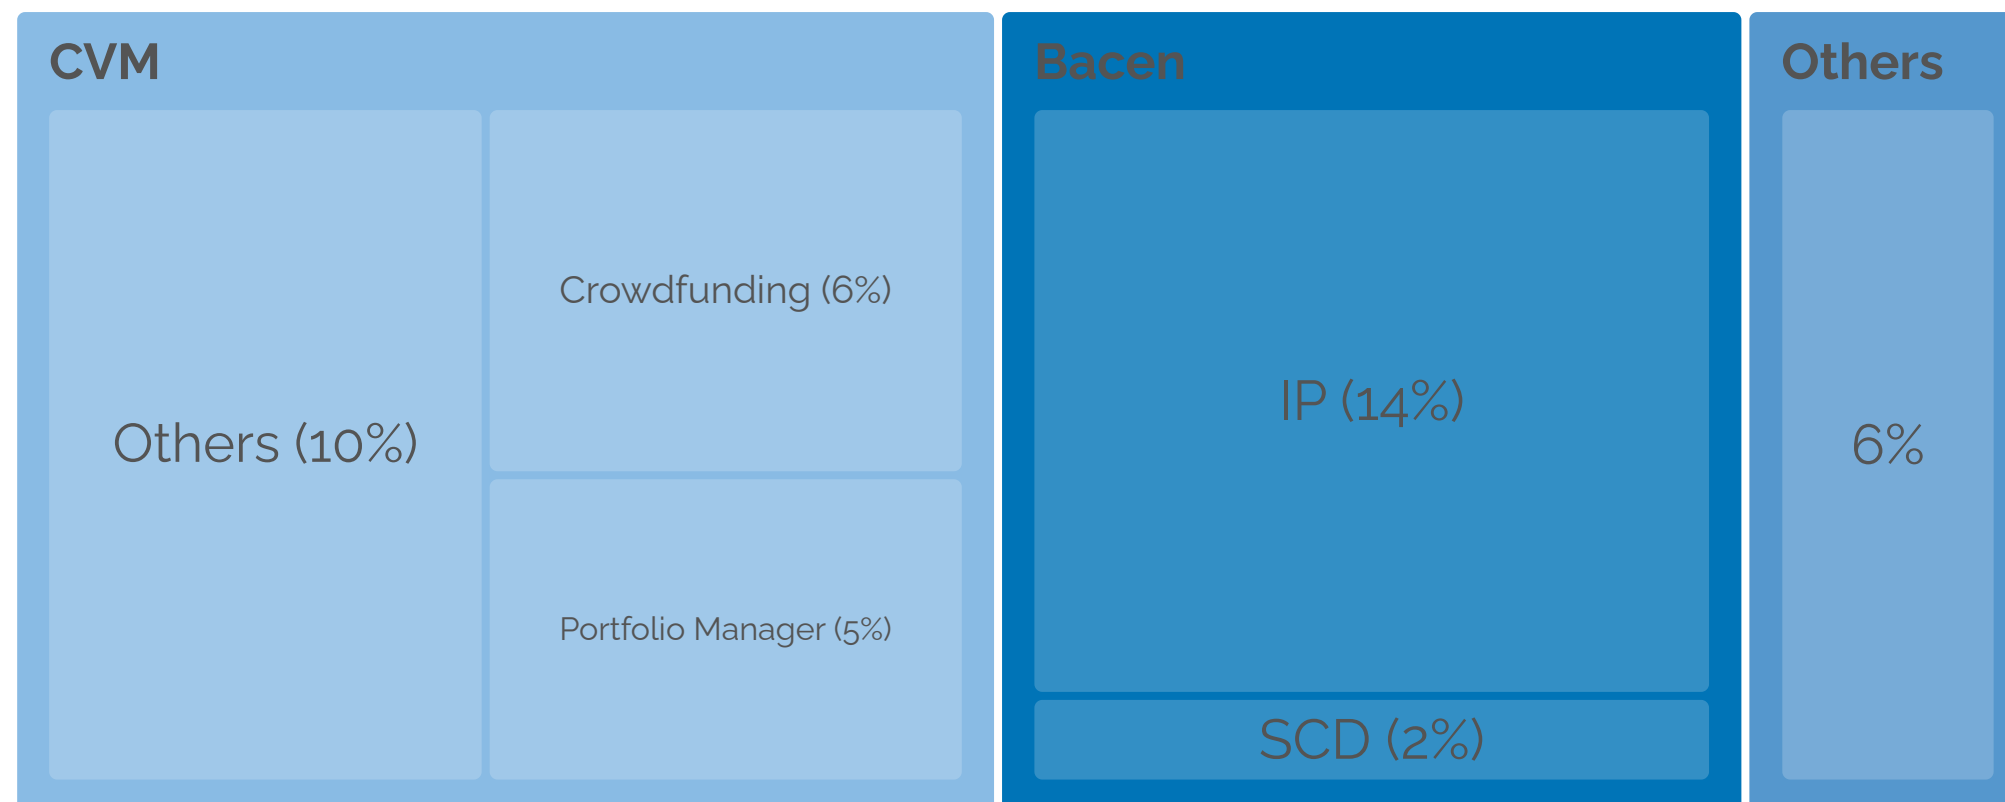 CVM
Others (10%)
Crowdfunding (6%)
Portfolio Manager (5%)
Bacen
IP (14%)
SCD (2%)
Others
6%